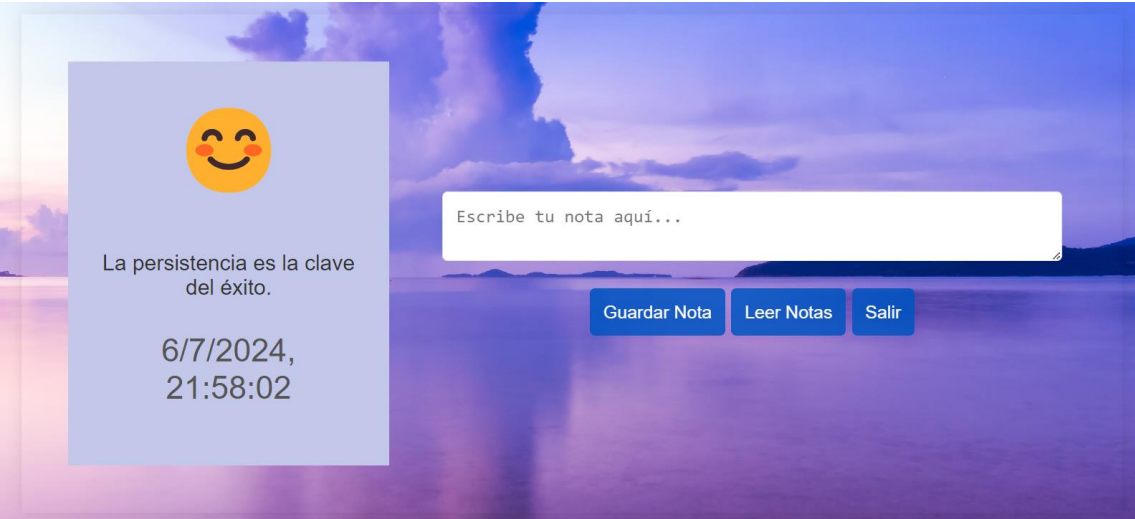 La persistencia es la clave
del éxito.
6/7/2024,
21:58:02
Escribe tu nota aquí...
Guardar Nota
Leer Notas
Salir